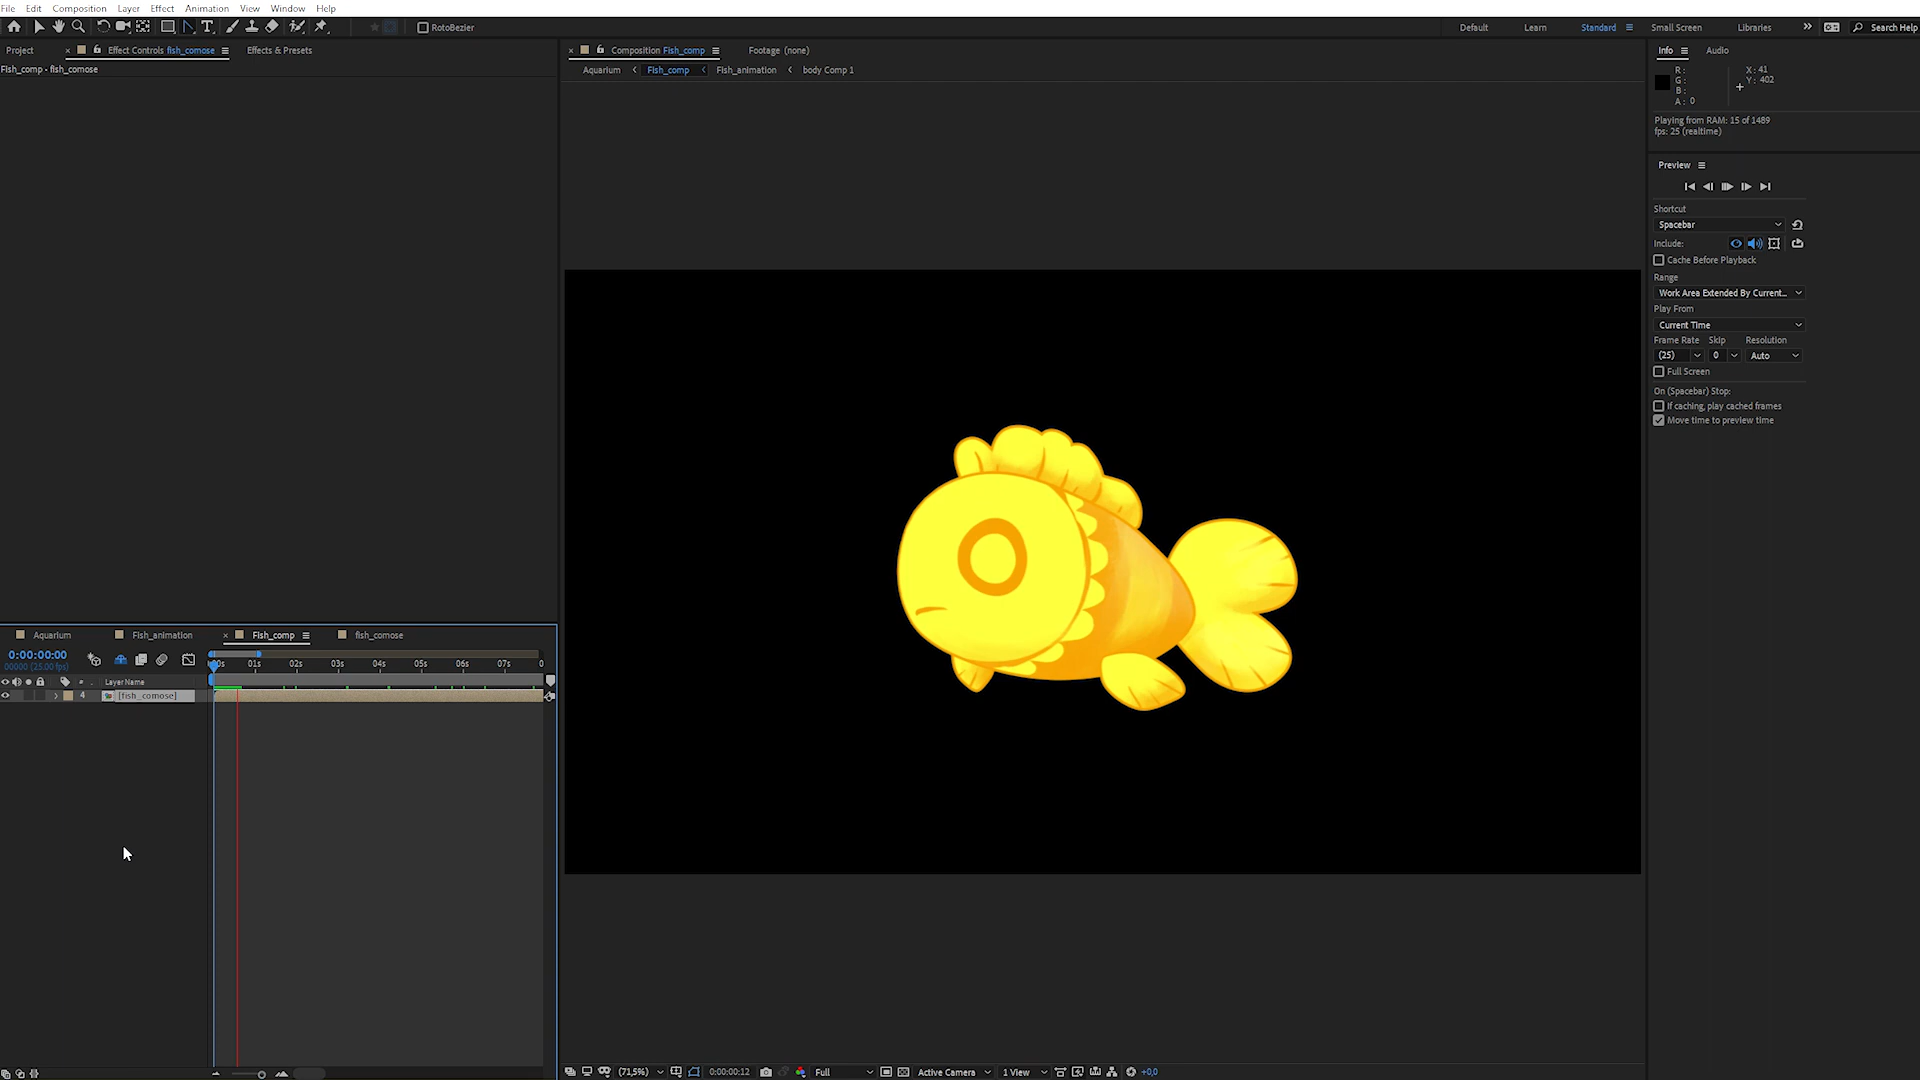 File Edit Composition Layer Effect Animation View Window Help
RotoBezier
Default Learn Standard Small Screen Libraries Search Help
Project Effect Controls fish_comose Effects & Presets
Fish_comp • fish_comose
Composition Fish_comp Footage (none)
Aquarium Fish_comp Fish_animation body Comp 1
Info Audio
R:
G:
B:
A: 0
X: 41
Y: 402
Playing from RAM: 15 of 1489
fps: 25 (realtime)
Preview
Shortcut
Spacebar
Include:
Cache Before Playback
Range
Work Area Extended By Current...
Play From
Current Time
Frame Rate Skip Resolution
(25) 0 Auto
Full Screen
On (Spacebar) Stop:
If caching, play cached frames
Move time to preview time
Aquarium Fish_animation Fish_comp fish_comose
0:00:00:00
00000 (25.00 fps)
01s 02s 03s 04s 05s 06s 07s 0
# Layer Name
4 [fish_comose]
(71,5%) 0:00:00:12 Full Active Camera 1 View +0,0